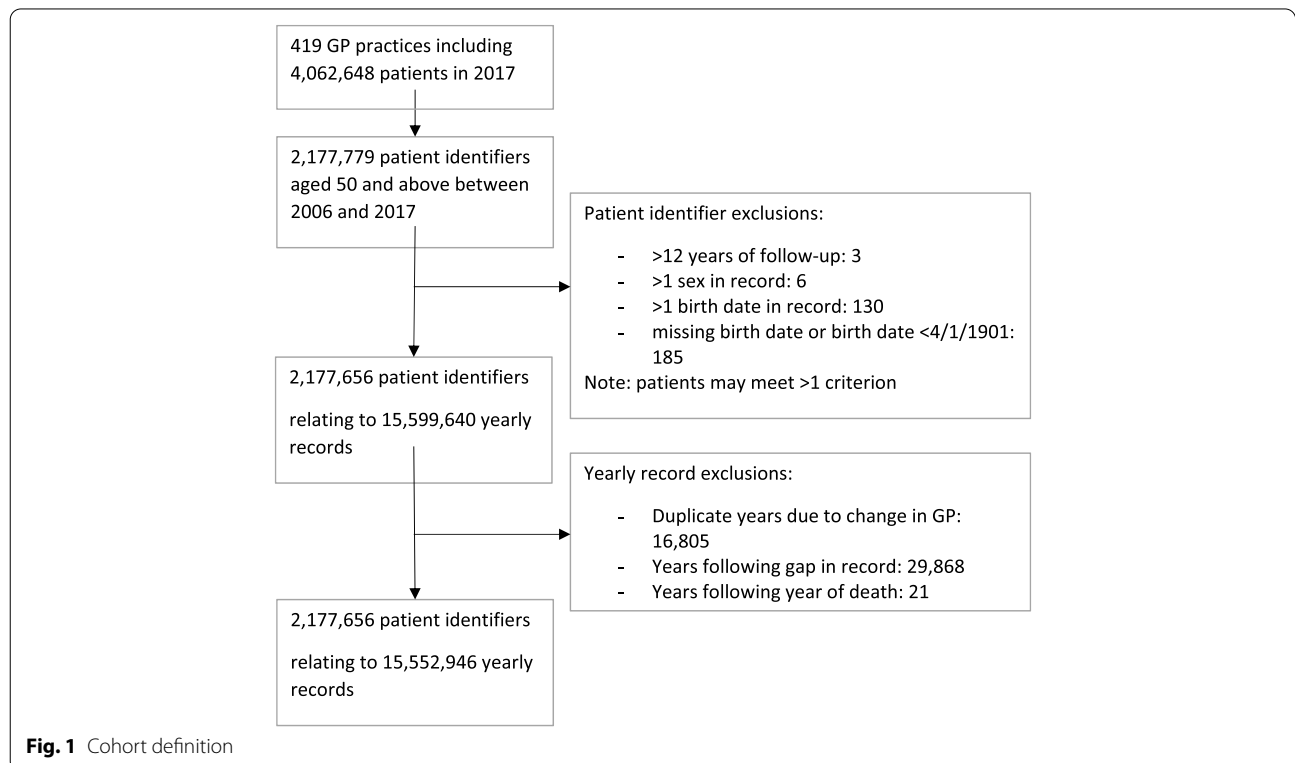 419 GP practices including
4,062,648 patients in 2017
2,177,779 patient identifiers
aged 50 and above between
2006 and 2017
Patient identifier exclusions:
- >12 years of follow-up: 3
- >1 sex in record: 6
- >1 birth date in record: 130
- missing birth date or birth date <4/1/1901:
185
Note: patients may meet >1 criterion
2,177,656 patient identifiers
relating to 15,599,640 yearly
records
Yearly record exclusions:
- Duplicate years due to change in GP:
16,805
- Years following gap in record: 29,868
- Years following year of death: 21
2,177,656 patient identifiers
relating to 15,552,946 yearly
records
Fig. 1 Cohort definition